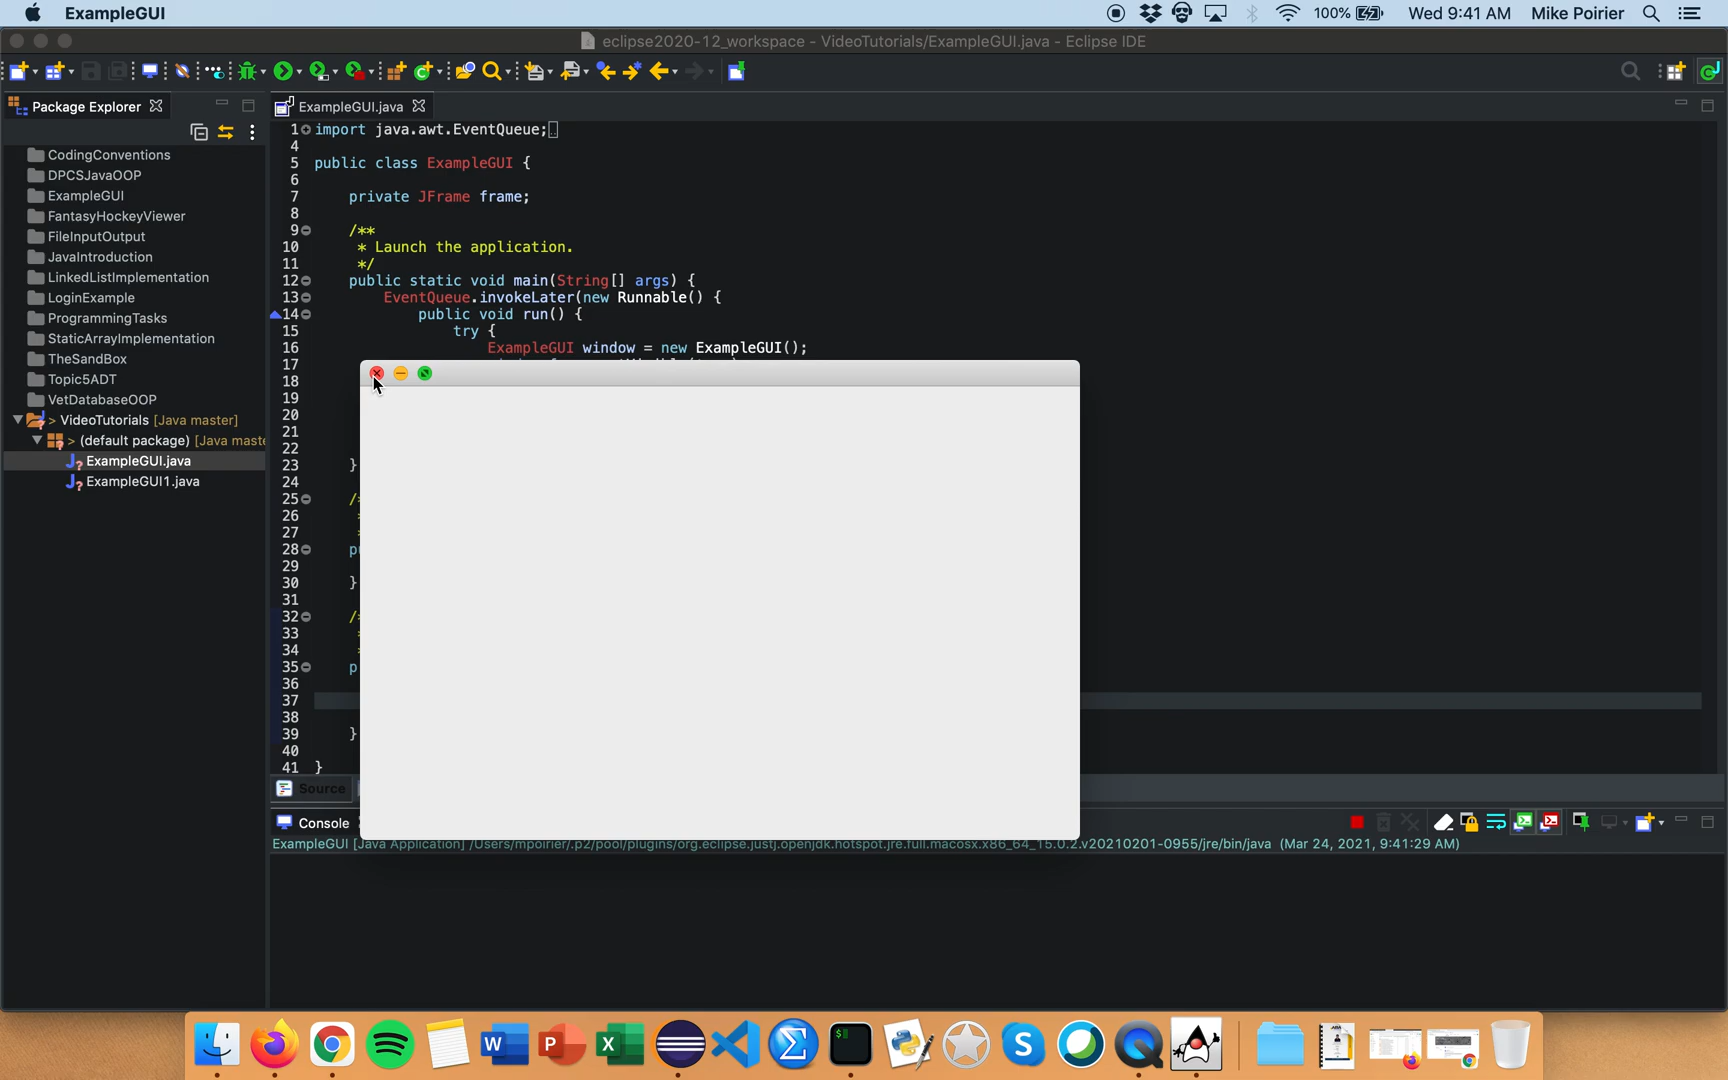 ExampleGUI
100%
Wed 9:41 AM
Mike Poirier
eclipse2020-12_workspace - VideoTutorials/ExampleGUI.java - Eclipse IDE
Package Explorer
CodingConventions
DPCSJavaOOP
ExampleGUI
FantasyHockeyViewer
FileInputOutput
JavaIntroduction
LinkedListImplementation
LoginExample
ProgrammingTasks
StaticArrayImplementation
TheSandBox
Topic5ADT
VetDatabaseOOP
> VideoTutorials [Java master]
> (default package) [Java maste
ExampleGUI.java
ExampleGUI1.java
ExampleGUI.java
1 import java.awt.EventQueue;
4
5 public class ExampleGUI {
6
7 private JFrame frame;
8
9 /**
10 * Launch the application.
11 */
12 public static void main(String[] args) {
13 EventQueue.invokeLater(new Runnable() {
14 public void run() {
15 try {
16 ExampleGUI window = new ExampleGUI();
17
18
19
20
21
22
23 }
24
25 /*
26
27
28 p
29
30 }
31
32 /*
33
34
35 p
36
37
38
39 }
40
41 }
Source
Console
ExampleGUI [Java Application] /Users/mpoirier/.p2/pool/plugins/org.eclipse.justj.openjdk.hotspot.jre.full.macosx.x86_64_15.0.2.v20210201-0955/jre/bin/java (Mar 24, 2021, 9:41:29 AM)